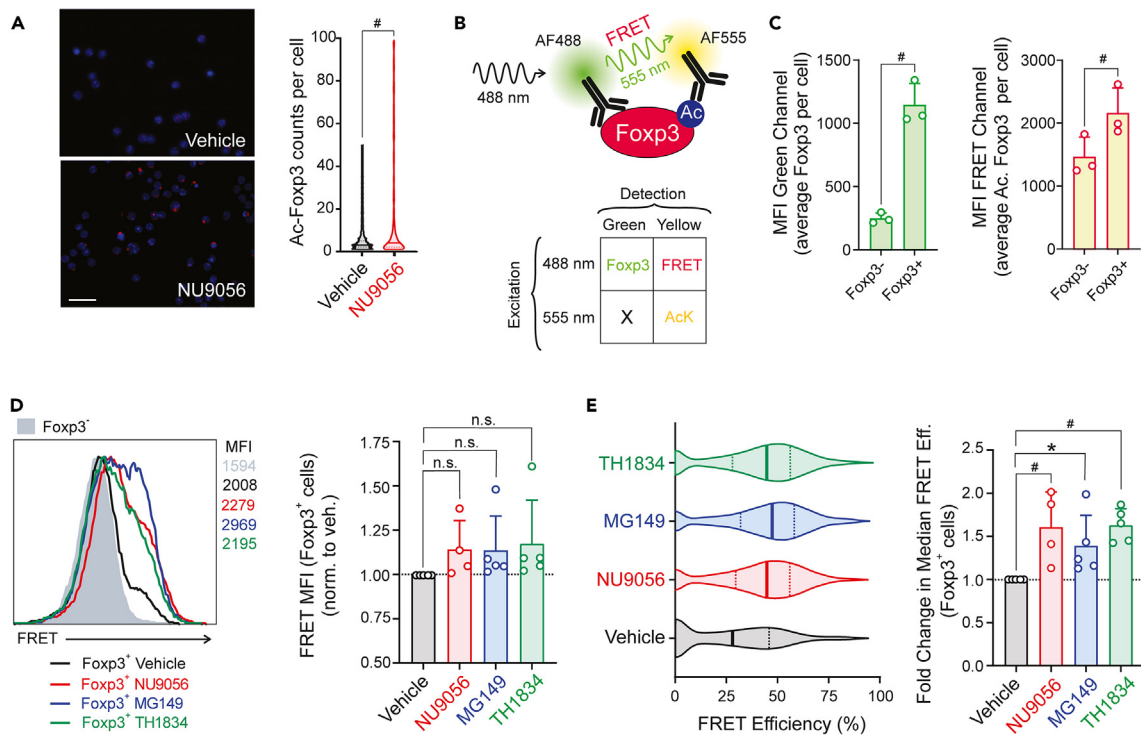 A
Vehicle
NU9056
Ac-Foxp3 counts per cell
100
80
60
40
20
0
#
Vehicle
NU9056
B
AF488
FRET
AF555
488 nm
555 nm
Ac
Foxp3
Detection
Green Yellow
Excitation
488 nm
Foxp3 FRET
555 nm
X AcK
C
MFI Green Channel
(average Foxp3 per cell)
1500
1000
500
0
#
Foxp3-
Foxp3+
MFI FRET Channel
(average Ac. Foxp3 per cell)
3000
2000
1000
0
#
Foxp3-
Foxp3+
D
Foxp3-
MFI
1594
2008
2279
2969
2195
FRET
Foxp3+ Vehicle
Foxp3+ NU9056
Foxp3+ MG149
Foxp3+ TH1834
FRET MFI (Foxp3+ cells)
(norm. to veh.)
1.75
1.50
1.25
1.00
0.75
0.50
n.s.
n.s.
n.s.
Vehicle
NU9056
MG149
TH1834
E
TH1834
MG149
NU9056
Vehicle
0 25 50 75 100
FRET Efficiency (%)
Fold Change in Median FRET Eff.
(Foxp3+ cells)
2.5
2.0
1.5
1.0
0.5
0.0
#
*
#
Vehicle
NU9056
MG149
TH1834